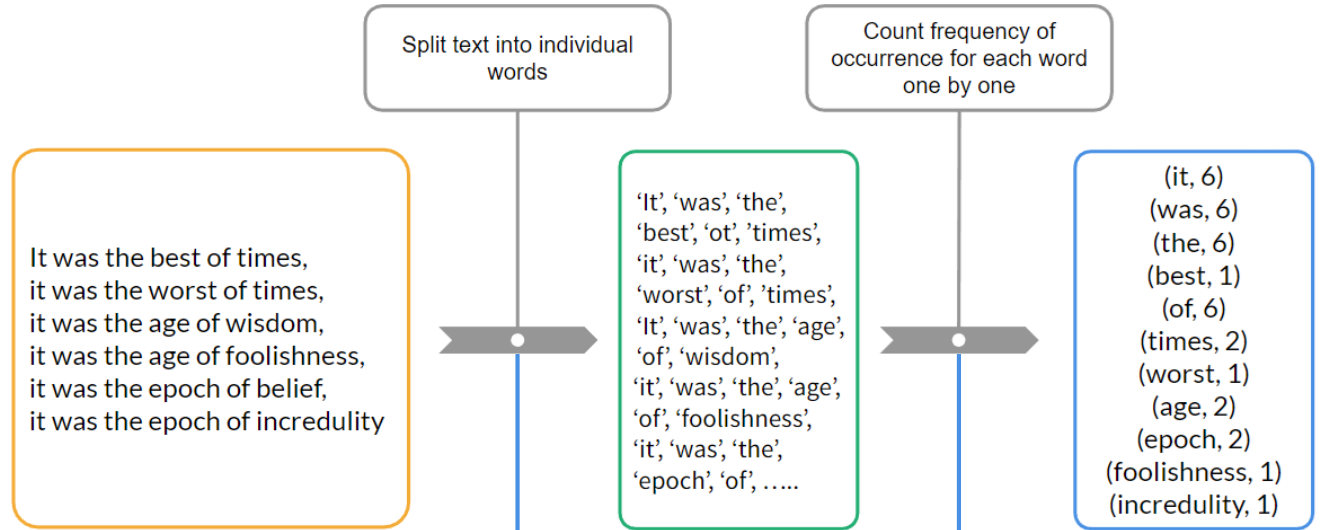 Split text into individual
words
Count frequency of
occurrence for each word
one by one
It was the best of times,
it was the worst of times,
it was the age of wisdom,
it was the age of foolishness,
it was the epoch of belief,
it was the epoch of incredulity
‘It’, ‘was’, ‘the’,
‘best’, ‘ot’, ’times’,
‘it’, ‘was’, ‘the’,
‘worst’, ‘of’, ’times’,
‘It’, ‘was’, ‘the’, ‘age’,
‘of’, ‘wisdom’,
‘it’, ‘was’, ‘the’, ‘age’,
‘of’, ‘foolishness’,
‘it’, ‘was’, ‘the’,
‘epoch’, ‘of’, …..
(it, 6)
(was, 6)
(the, 6)
(best, 1)
(of, 6)
(times, 2)
(worst, 1)
(age, 2)
(epoch, 2)
(foolishness, 1)
(incredulity, 1)